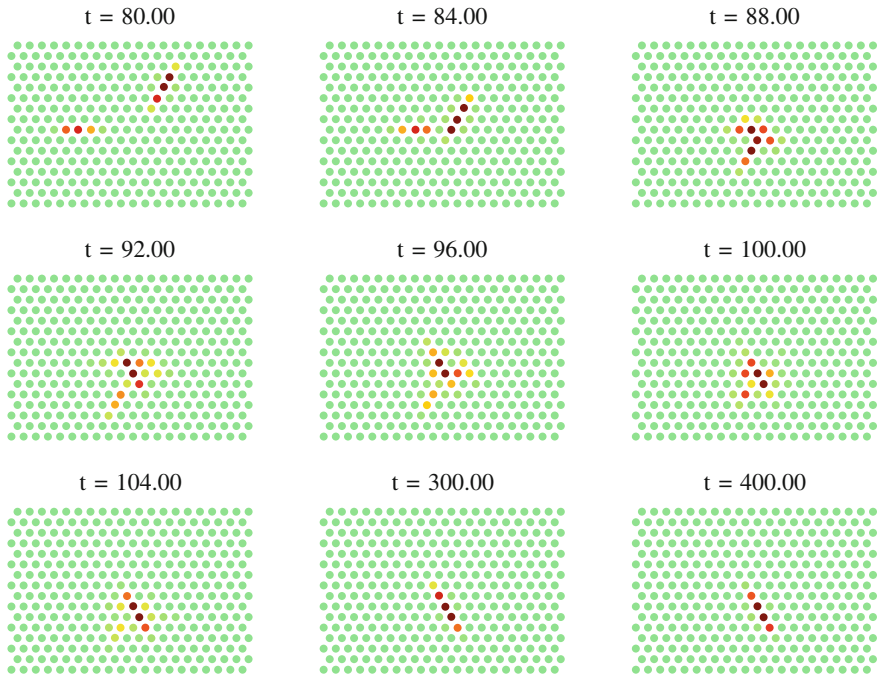 t = 80.00
t = 84.00
t = 88.00
t = 92.00
t = 96.00
t = 100.00
t = 104.00
t = 300.00
t = 400.00